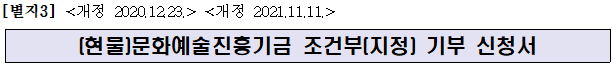 [별지3] <개정 2020.12.23.> <개정 2021.11.11.>
(현물)문화예술진흥기금 조건부(지정) 기부 신청서